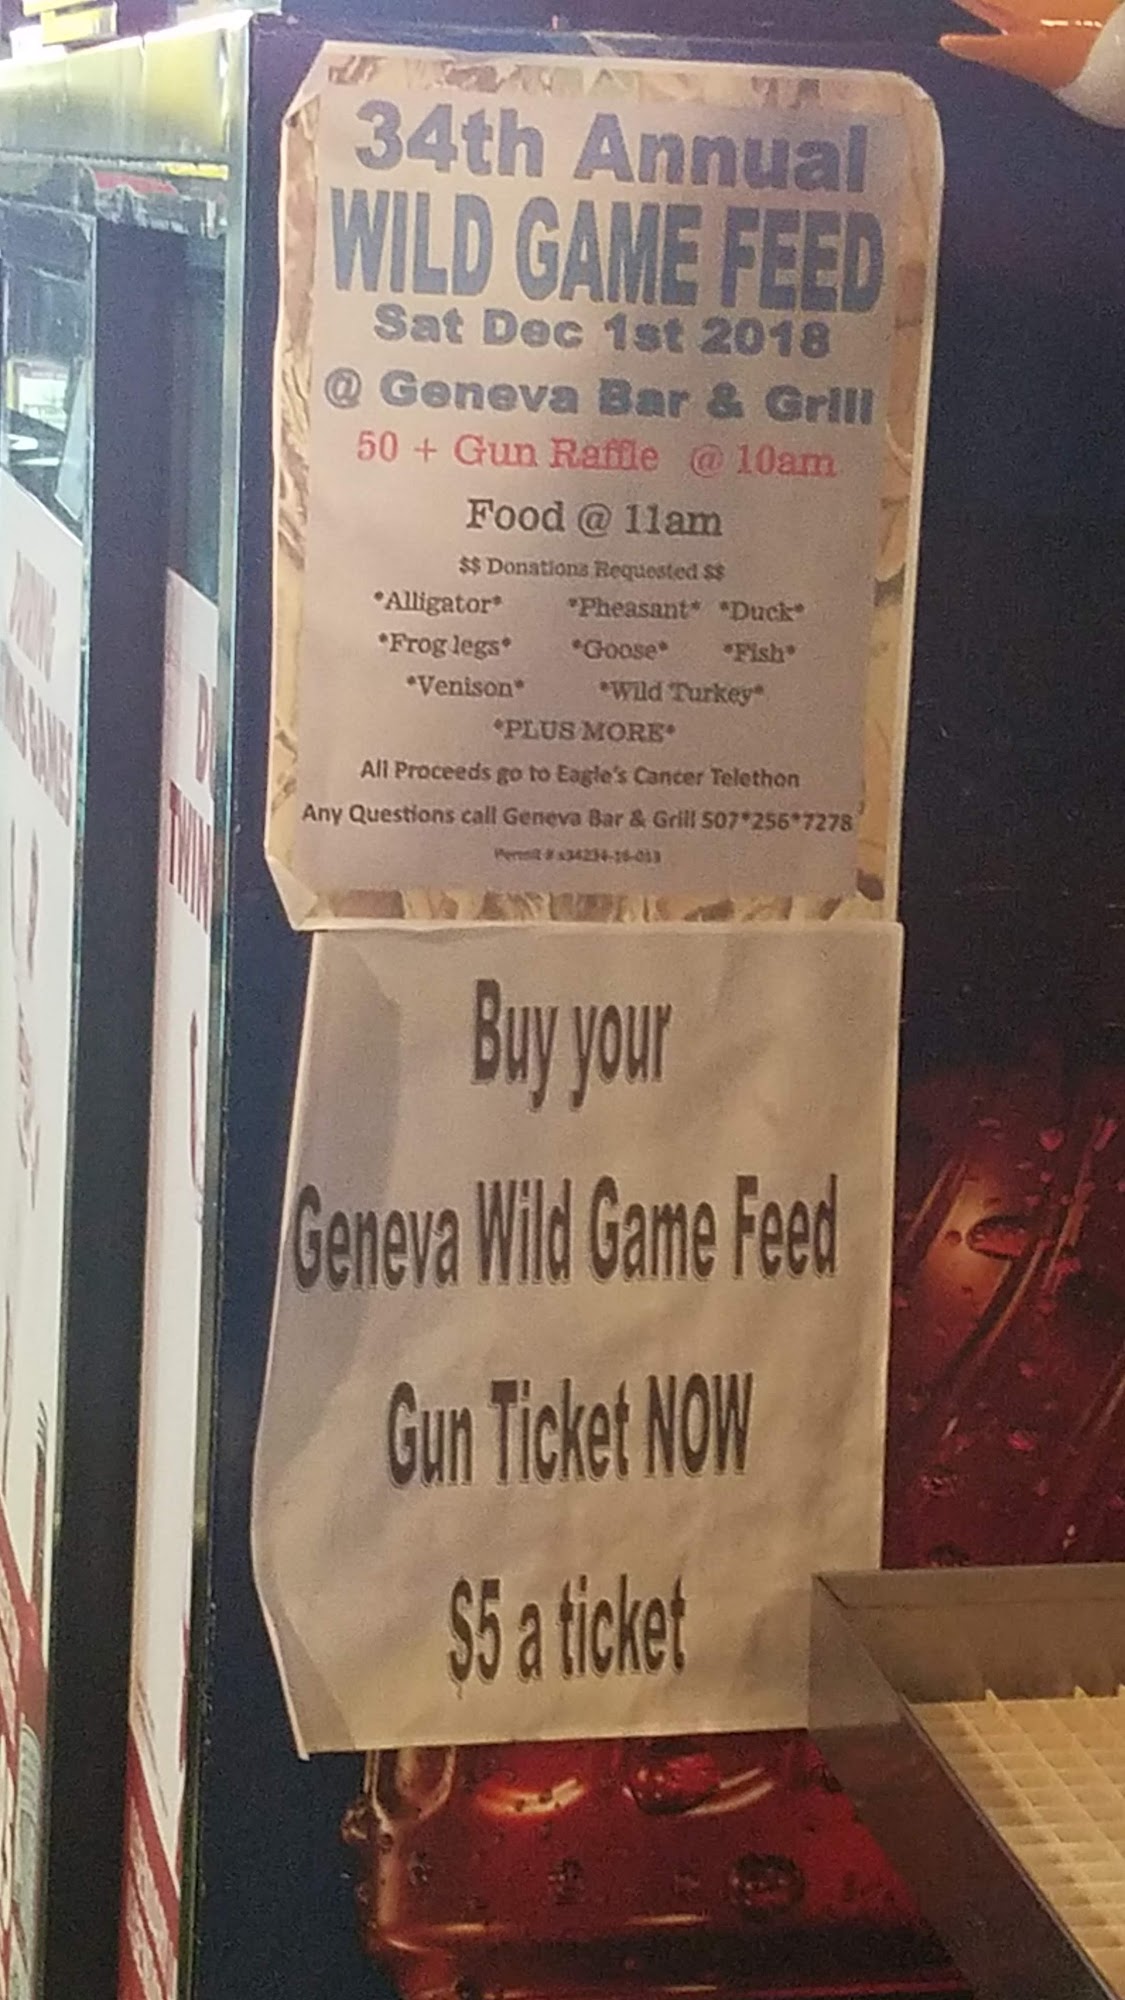 34th Annual
WILD GAME FEED
Sat Dec 1st 2018
@ Geneva Bar & Grill
50 + Gun Raffle @ 10am
Food @ 11am
$$ Donations Requested $$
*Alligator* *Pheasant* *Duck*
*Frog legs* *Goose* *Fish*
*Venison* *Wild Turkey*
*PLUS MORE*
All Proceeds go to Eagle's Cancer Telethon
Any Questions call Geneva Bar & Grill 507*256*7278
Permit #
Buy your
Geneva Wild Game Feed
Gun Ticket NOW
$5 a ticket
TWIN